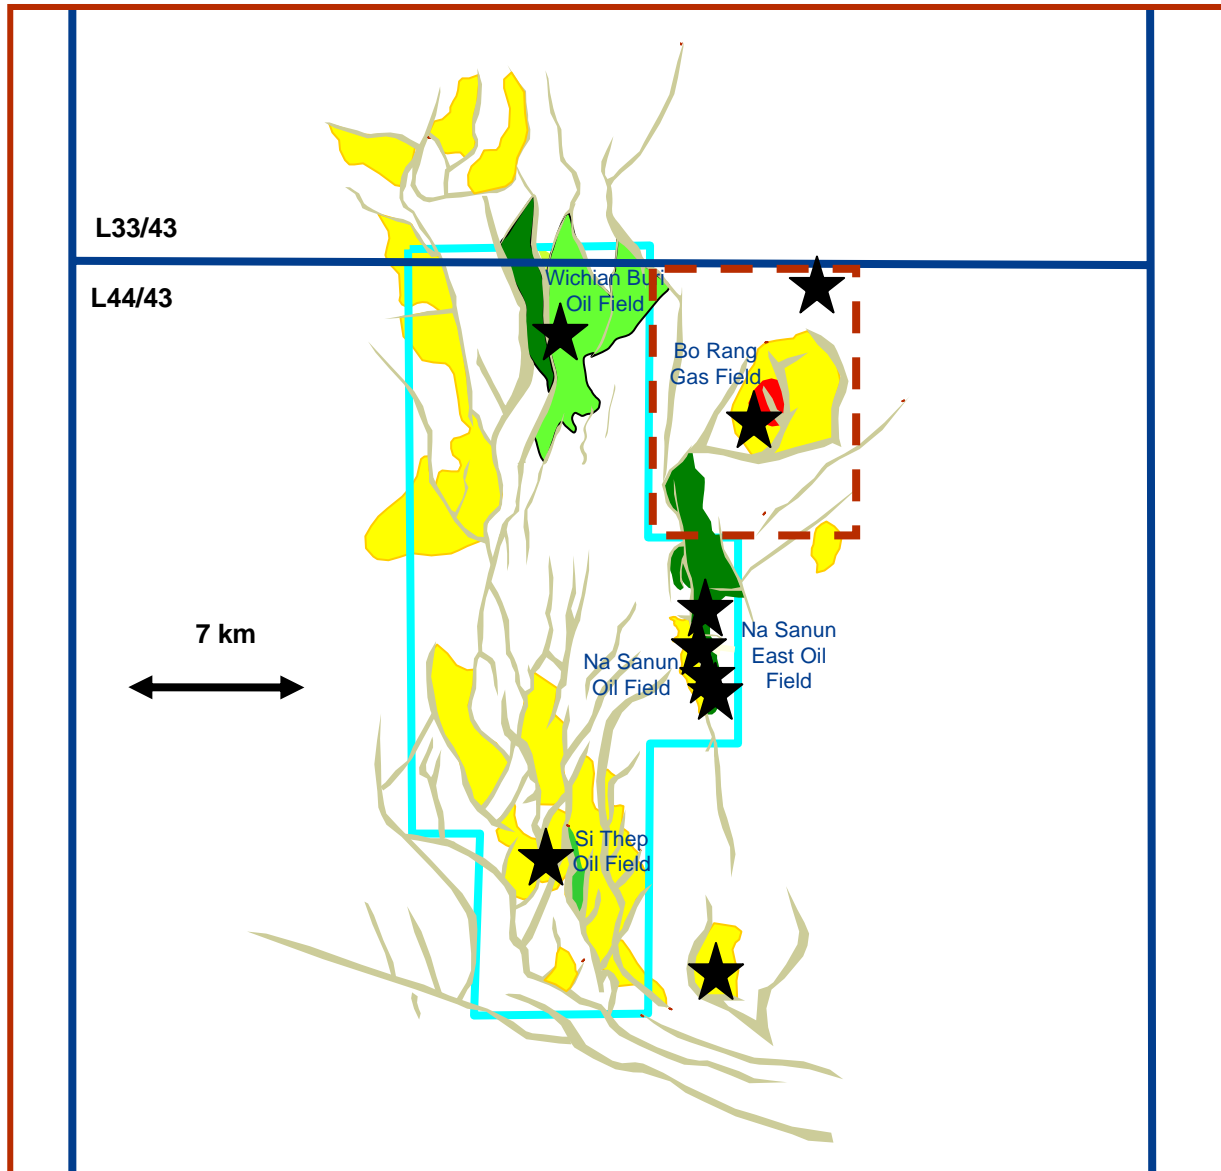 L33/43
L44/43
Wichian Buri
Oil Field
Bo Rang
Gas Field
7 km
Na Sanun
East Oil
Field
Na Sanun
Oil Field
Si Thep
Oil Field